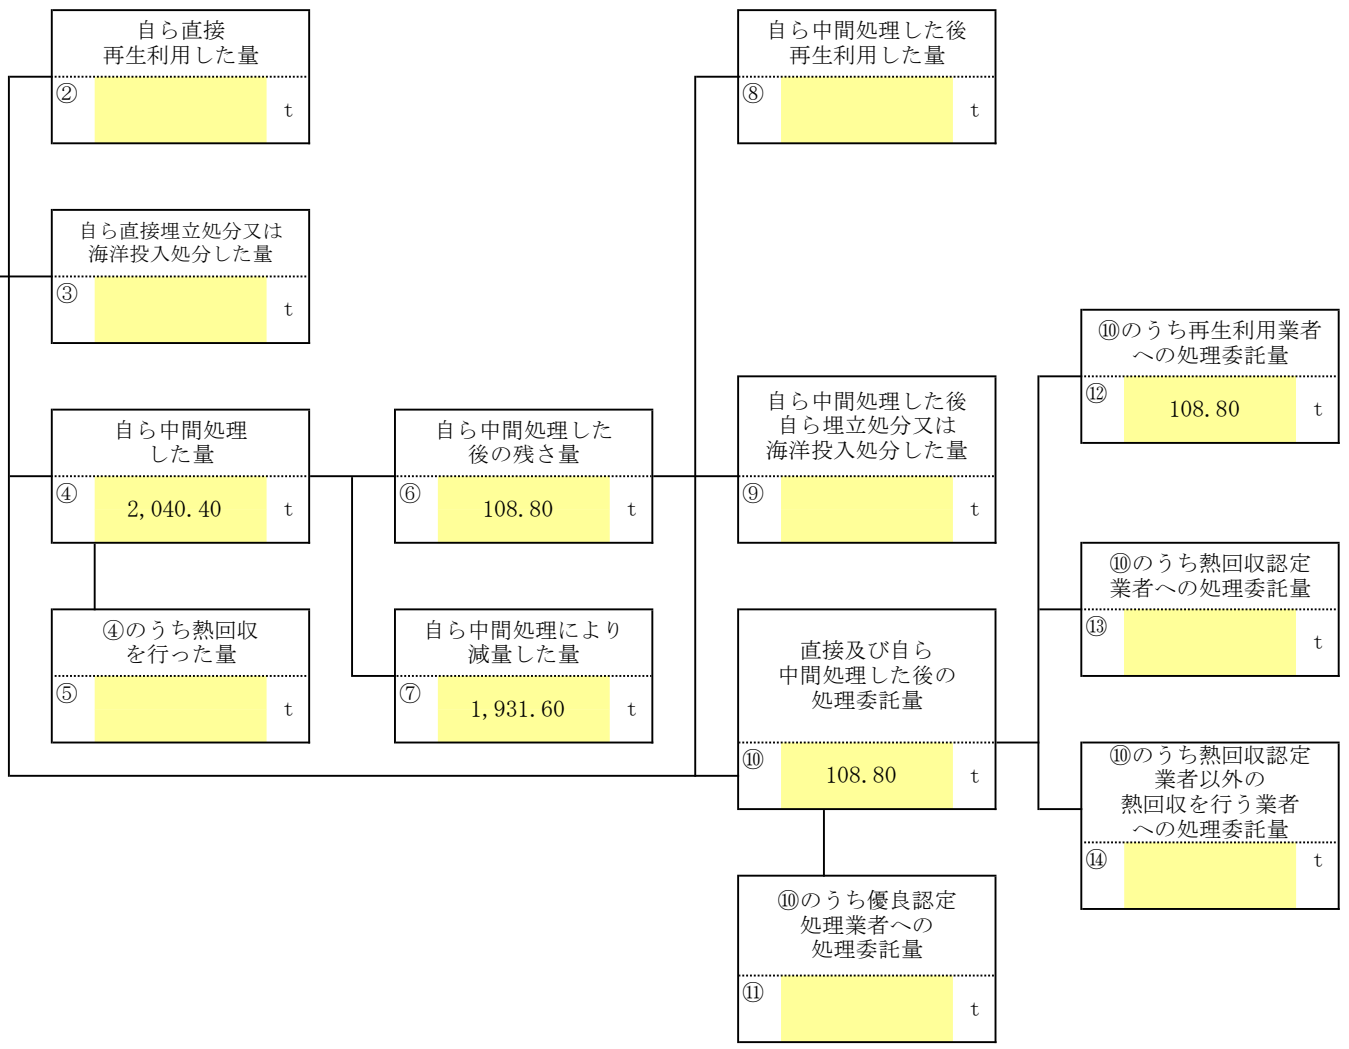 自ら直接
再生利用した量
②
t
自ら中間処理した後
再生利用した量
⑧
t
自ら直接埋立処分又は
海洋投入処分した量
③
t
⑩のうち再生利用業者
への処理委託量
⑫
108.80
t
自ら中間処理
した量
④
2,040.40
t
自ら中間処理した
後の残さ量
⑥
108.80
t
自ら中間処理した後
自ら埋立処分又は
海洋投入処分した量
⑨
t
⑩のうち熱回収認定
業者への処理委託量
⑬
t
④のうち熱回収
を行った量
⑤
t
自ら中間処理により
減量した量
⑦
1,931.60
t
直接及び自ら
中間処理した後の
処理委託量
⑩
108.80
t
⑩のうち熱回収認定
業者以外の
熱回収を行う業者
への処理委託量
⑭
t
⑩のうち優良認定
処理業者への
処理委託量
⑪
t